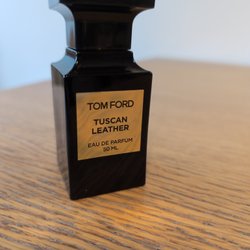 TOM FORD
TUSCAN
LEATHER
EAU DE PARFUM
50 ML